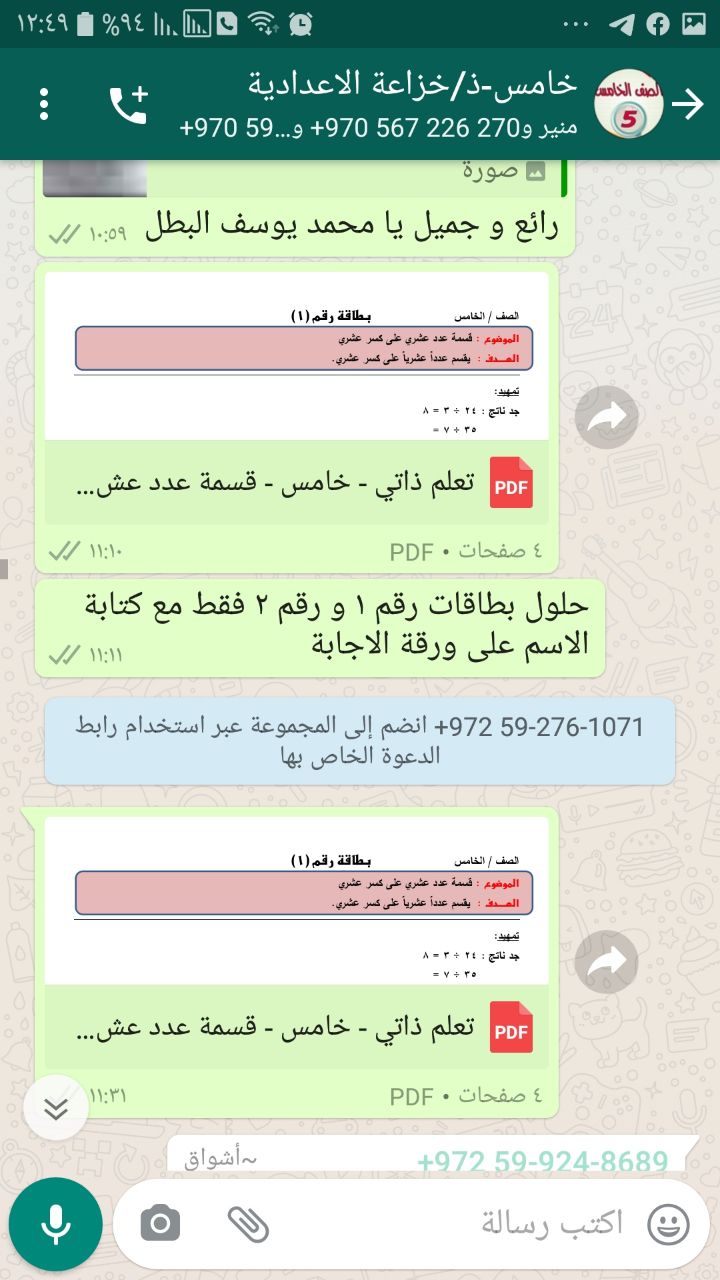 ١٢:٤٩ %٩٤
خامس-ذ/خزاعة الاعدادية
منير و270 226 567 970+ و...59 970+
الصف الخامس
5
صورة
رائع و جميل يا محمد يوسف البطل
١٠:٥٩
الصف / الخامس بطاقة رقم (١)
الموضوع : قسمة عدد عشري على كسر عشري
الهـدف : يقسم عدداً عشرياً على كسر عشري.
تمهيد:
جد ناتج : ٢٤ ÷ ٣ = ٨
٣٥ ÷ ٧ =
PDF تعلم ذاتي - خامس - قسمة عدد عش...
٤ صفحات • PDF ١١:١٠
حلول بطاقات رقم ١ و رقم ٢ فقط مع كتابة
الاسم على ورقة الاجابة
١١:١١
+972 59-276-1071 انضم إلى المجموعة عبر استخدام رابط
الدعوة الخاص بها
الصف / الخامس بطاقة رقم (١)
الموضوع : قسمة عدد عشري على كسر عشري
الهـدف : يقسم عدداً عشرياً على كسر عشري.
تمهيد:
جد ناتج : ٢٤ ÷ ٣ = ٨
٣٥ ÷ ٧ =
PDF تعلم ذاتي - خامس - قسمة عدد عش...
٤ صفحات • PDF ١١:٣١
+972 59-924-8689 ~أشواق
اكتب رسالة